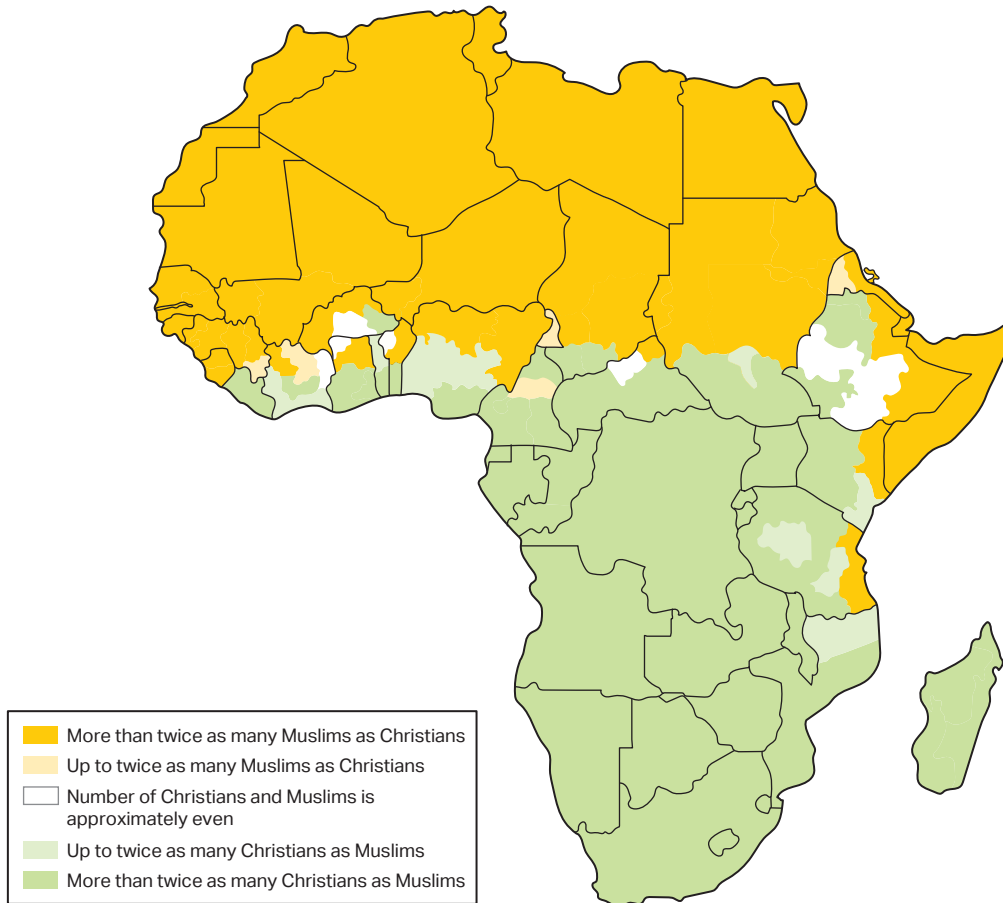 More than twice as many Muslims as Christians
Up to twice as many Muslims as Christians
Number of Christians and Muslims is
approximately even
Up to twice as many Christians as Muslims
More than twice as many Christians as Muslims